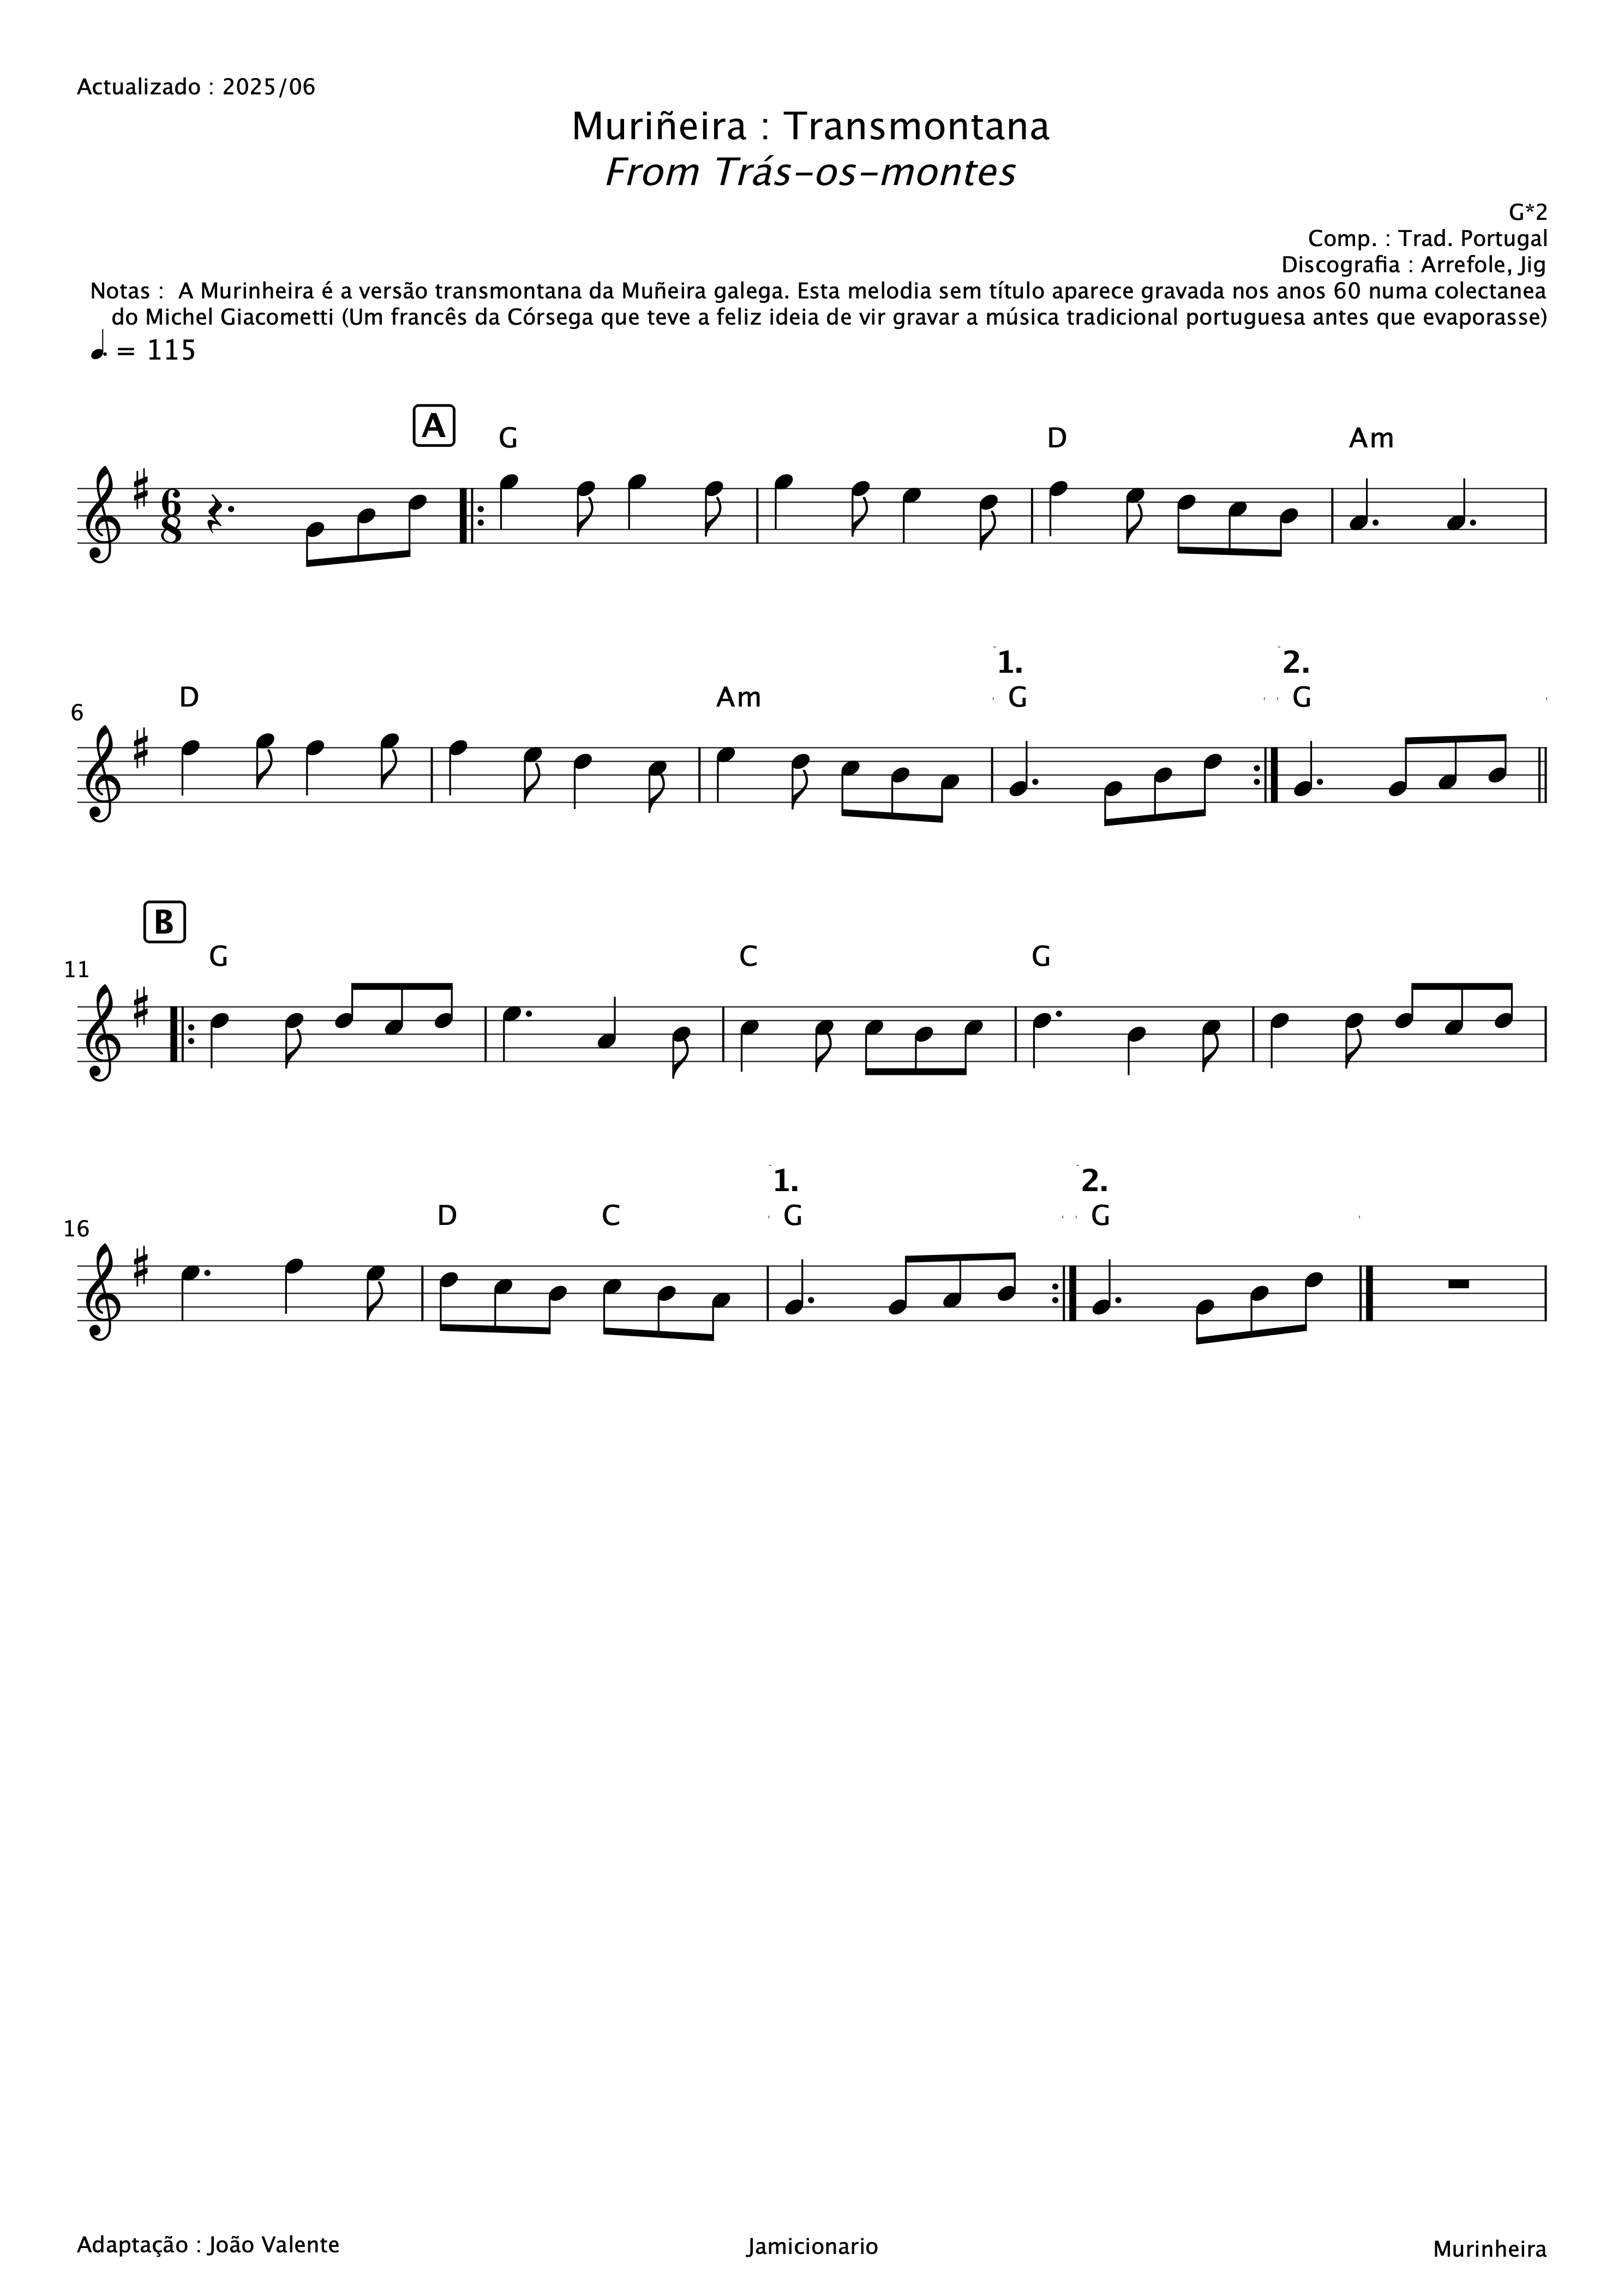 Actualizado : 2025/06
Muriñeira : Transmontana
From Trás-os-montes
G*2
Comp. : Trad. Portugal
Discografia : Arrefole, Jig
Notas :  A Murinheira é a versão transmontana da Muñeira galega. Esta melodia sem título aparece gravada nos anos 60 numa colectanea
do Michel Giacometti (Um francês da Córsega que teve a feliz ideia de vir gravar a música tradicional portuguesa antes que evaporasse)
= 115
A
G D Am
6 8
1. 2.
D Am G G
6
B
G C G
11
1. 2.
D C G G
16
Adaptação : João Valente
Jamicionario
Murinheira